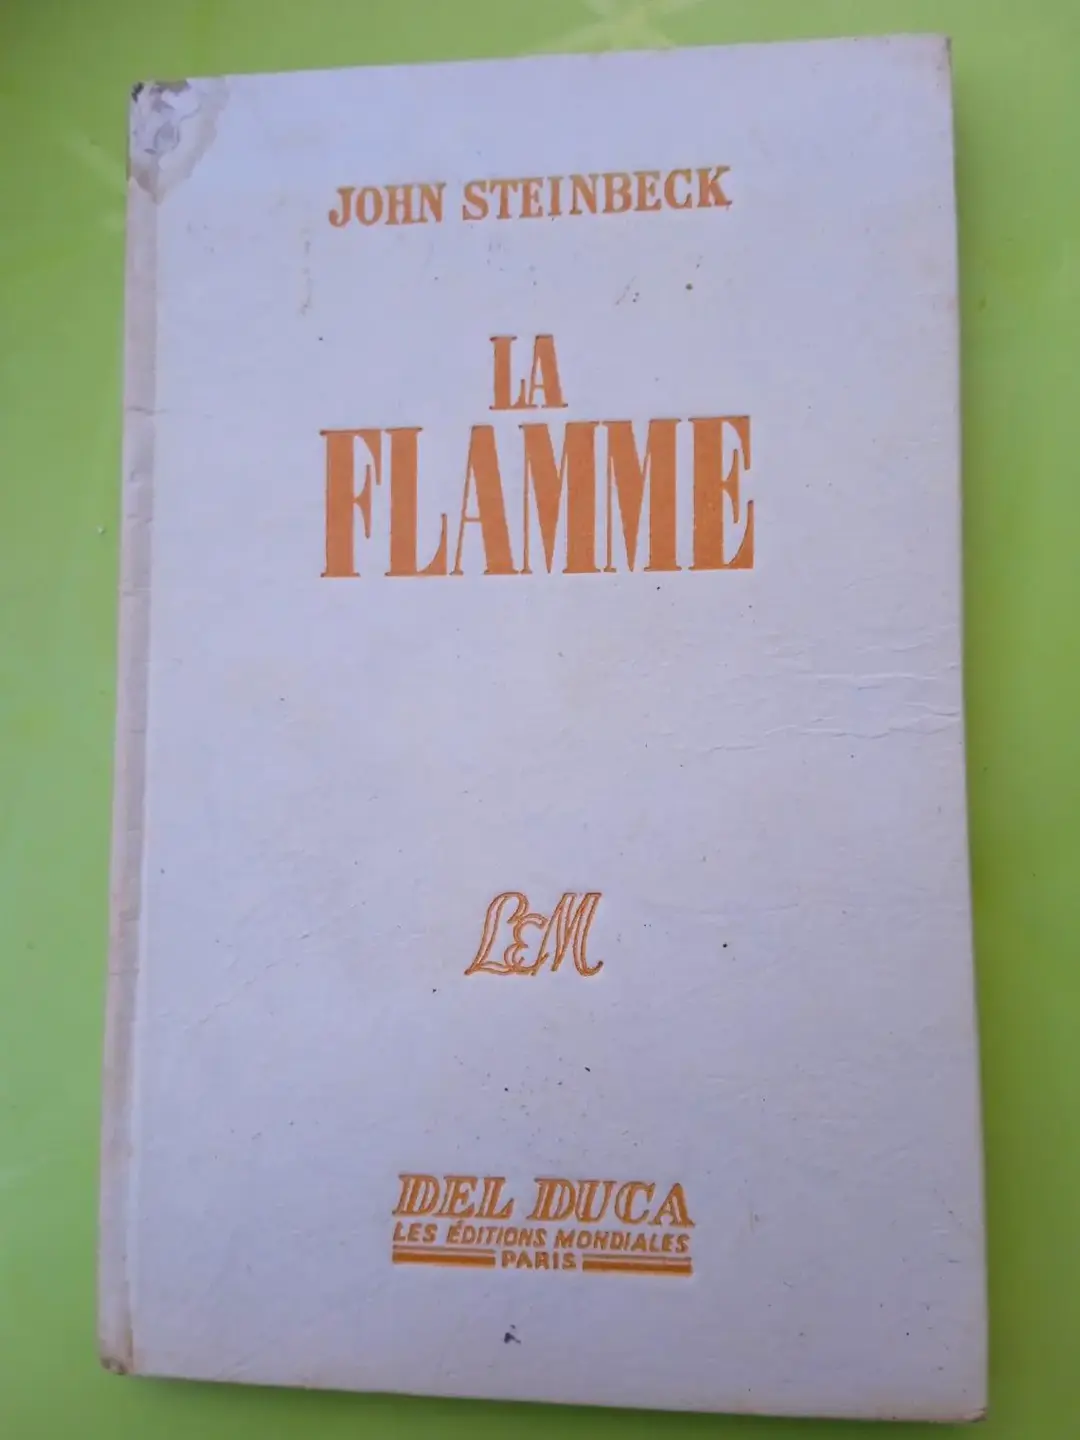 JOHN STEINBECK
LA
FLAMME
LEM
DEL DUCA
LES ÉDITIONS MONDIALES
PARIS